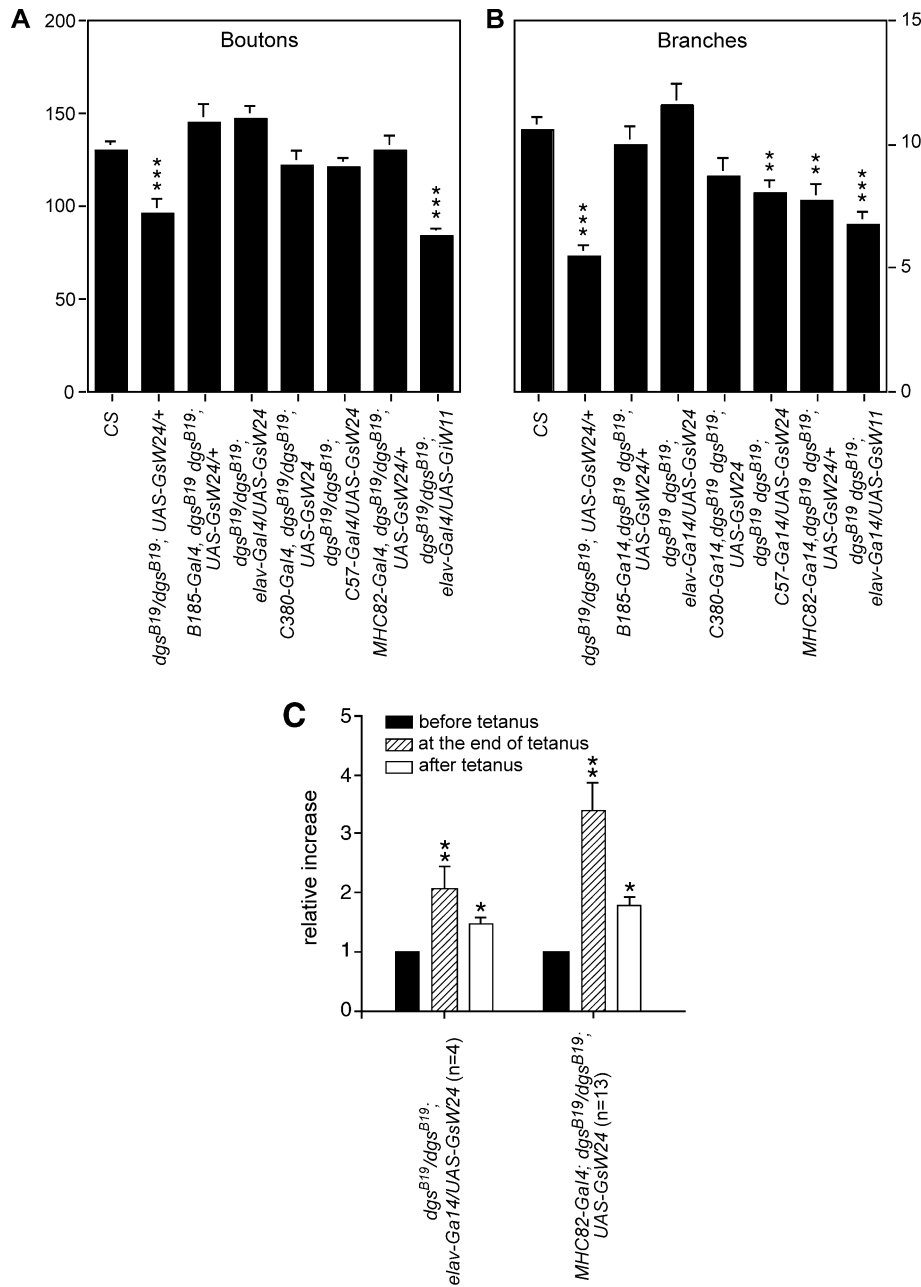 A
Boutons
200
150
100
50
0
***
***
CS
dgsB19/dgsB19; UAS-GsW24/+
B185-Gal4, dgsB19 dgsB19;
UAS-GsW24/+
dgsB19/dgsB19;
elav-Gal4/UAS-GsW24
C380-Gal4, dgsB19/dgsB19;
UAS-GsW24
dgsB19/dgsB19;
C57-Gal4/UAS-GsW24
MHC82-Gal4, dgsB19/dgsB19;
UAS-GsW24/+
dgsB19/dgsB19;
elav-Gal4/UAS-GiW11
B
Branches
15
10
5
0
***
**
**
***
CS
dgsB19/dgsB19; UAS-GsW24/+
B185-Ga14,dgsB19 dgsB19;
UAS-GsW24/+
dgsB19 dgsB19;
elav-Ga14/UAS-GsW24
C380-Ga14,dgsB19 dgsB19;
UAS-GsW24
dgsB19 dgsB19;
C57-Ga14/UAS-GsW24
MHC82-Ga14,dgsB19 dgsB19;
UAS-GsW24/+
dgsB19 dgsB19;
elav-Ga14/UAS-GsW11
C
before tetanus
at the end of tetanus
after tetanus
relative increase
5
4
3
2
1
0
**
*
**
*
dgsB19/dgsB19;
elav-Ga14/UAS-GsW24 (n=4)
MHC82-Gal4; dgsB19/dgsB19;
UAS-GsW24 (n=13)